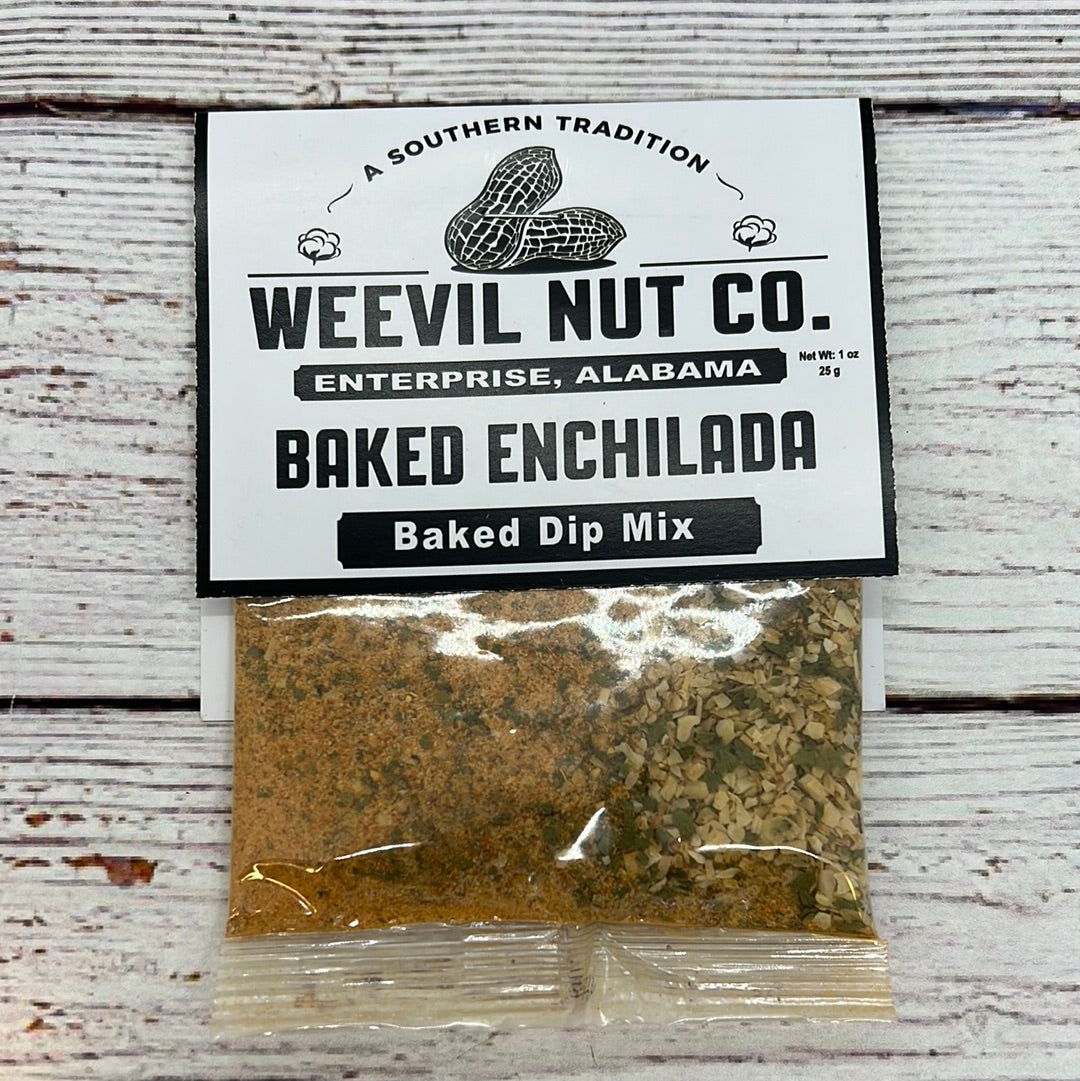 A SOUTHERN TRADITION
WEEVIL NUT CO.
Net Wt: 1 oz
25 g
ENTERPRISE, ALABAMA
BAKED ENCHILADA
Baked Dip Mix